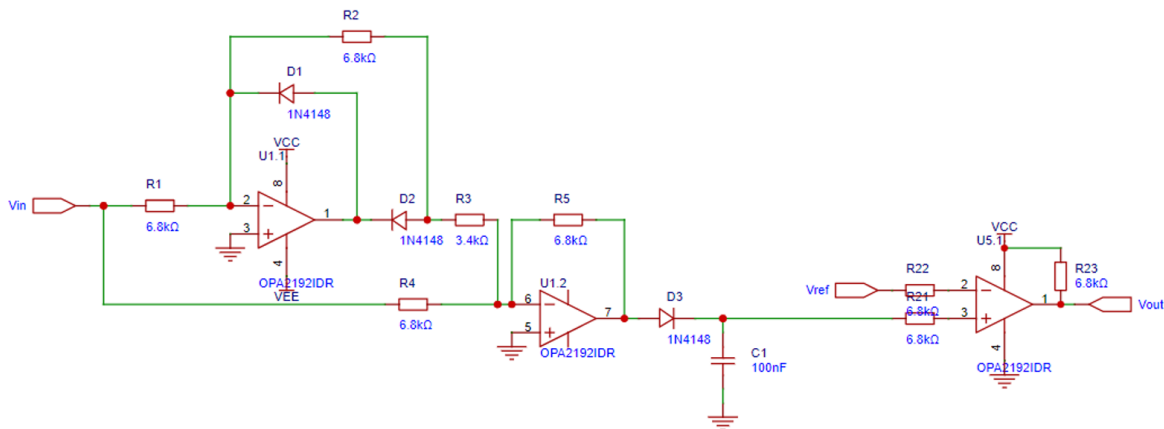 R2
6.8kΩ
D1
1N4148
VCC
U1.1
8
Vin
R1
6.8kΩ
2
3
1
4
OPA2192IDR
VEE
D2
1N4148
R3
3.4kΩ
R5
6.8kΩ
R4
6.8kΩ
U1.2
6
5
7
OPA2192IDR
D3
1N4148
C1
100nF
VCC
U5.1
8
R23
6.8kΩ
Vref
R22
6.8kΩ
R21
6.8kΩ
2
3
1
4
Vout
OPA2192IDR